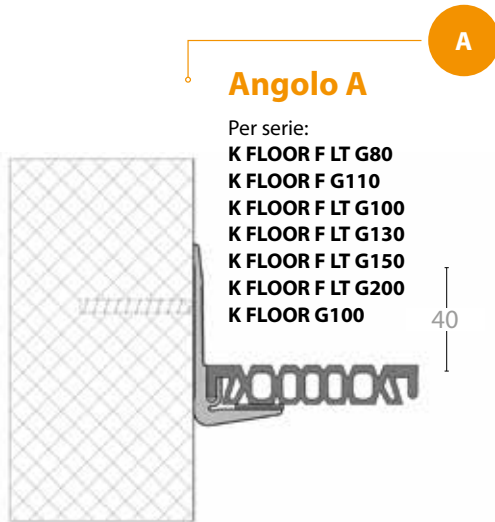 A
Angolo A
Per serie:
K FLOOR F LT G80
K FLOOR F G110
K FLOOR F LT G100
K FLOOR F LT G130
K FLOOR F LT G150
K FLOOR F LT G200
K FLOOR G100
40